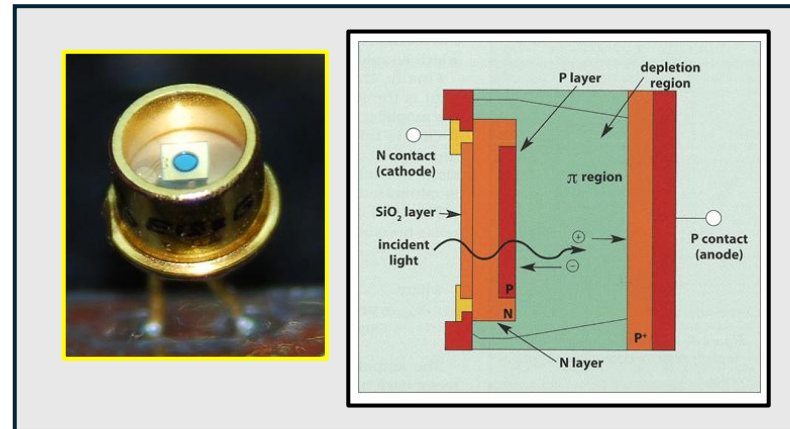 P layer
depletion
region
N contact
(cathode)
π region
SiO₂ layer
incident
light
P contact
(anode)
P
N
P⁺
N layer
+
−